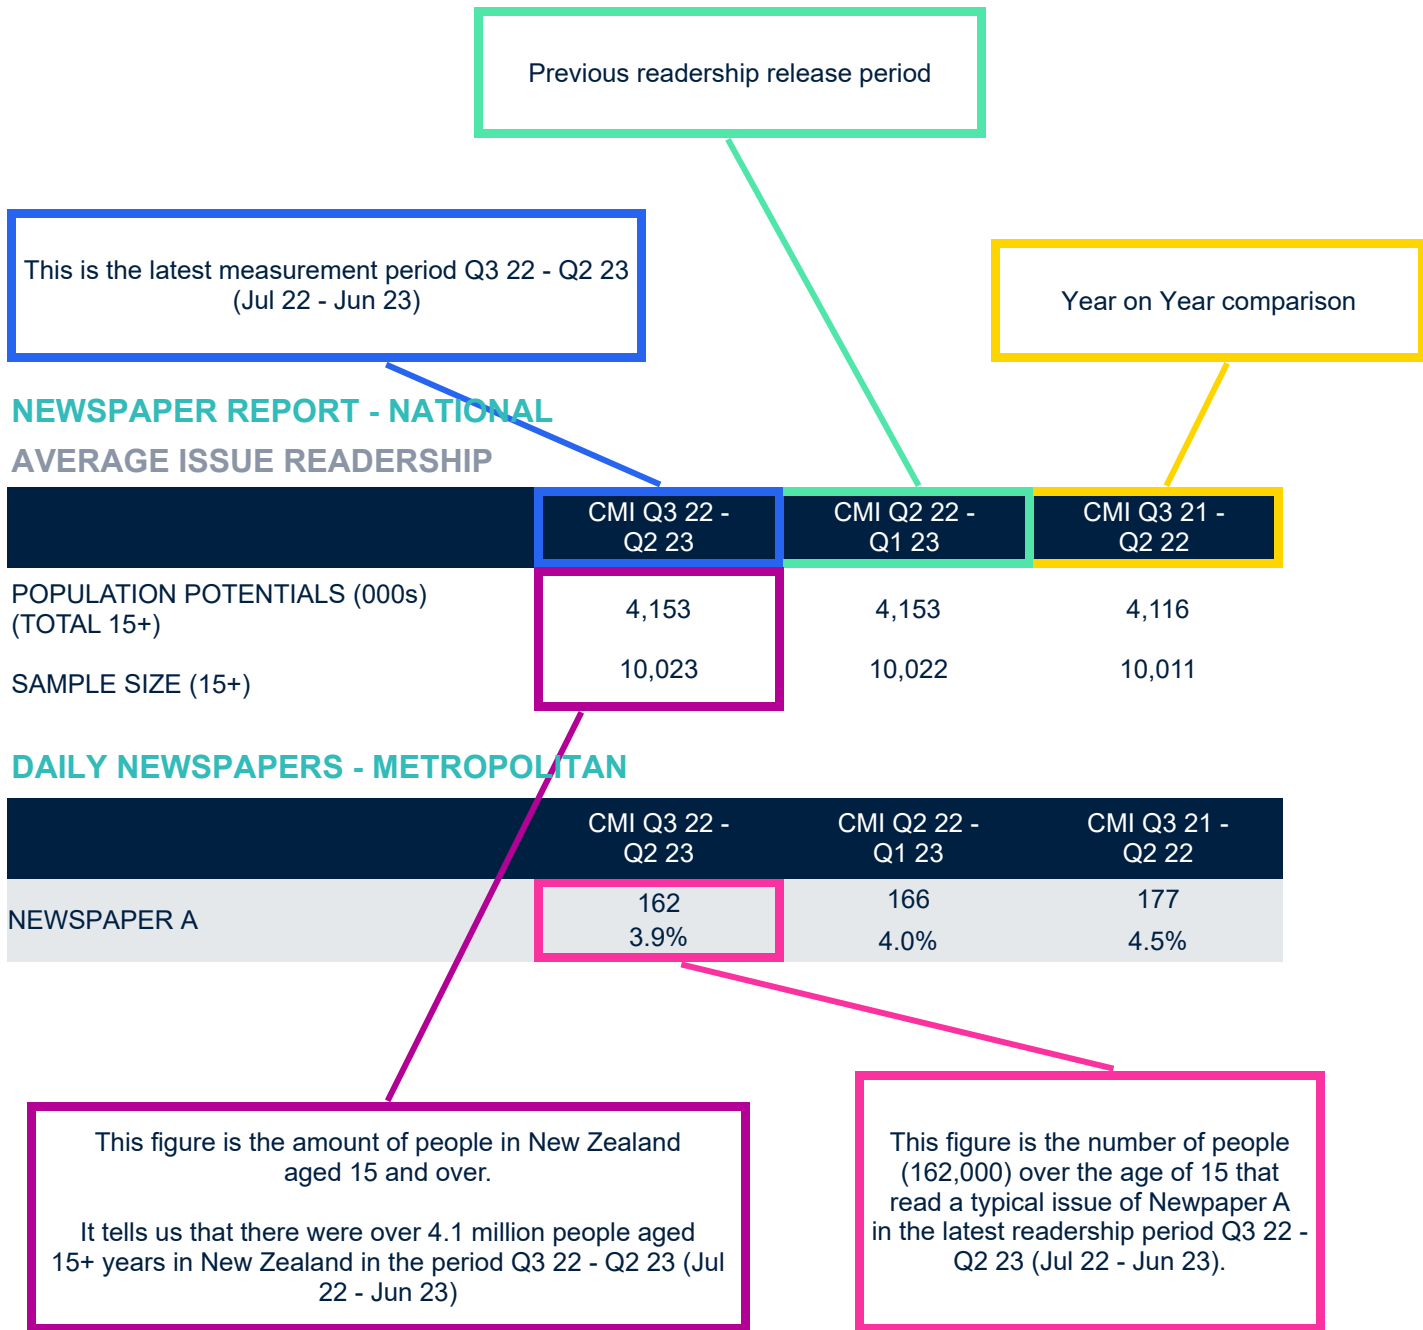 Previous readership release period
This is the latest measurement period Q3 22 - Q2 23
(Jul 22 - Jun 23)
Year on Year comparison
NEWSPAPER REPORT - NATIONAL
AVERAGE ISSUE READERSHIP
CMI Q3 22 -
Q2 23
CMI Q2 22 -
Q1 23
CMI Q3 21 -
Q2 22
POPULATION POTENTIALS (000s)
(TOTAL 15+)
4,153
4,153
4,116
SAMPLE SIZE (15+)
10,023
10,022
10,011
DAILY NEWSPAPERS - METROPOLITAN
CMI Q3 22 -
Q2 23
CMI Q2 22 -
Q1 23
CMI Q3 21 -
Q2 22
NEWSPAPER A
162
166
177
3.9%
4.0%
4.5%
This figure is the amount of people in New Zealand
aged 15 and over.
It tells us that there were over 4.1 million people aged
15+ years in New Zealand in the period Q3 22 - Q2 23 (Jul
22 - Jun 23)
This figure is the number of people
(162,000) over the age of 15 that
read a typical issue of Newpaper A
in the latest readership period Q3 22 -
Q2 23 (Jul 22 - Jun 23).